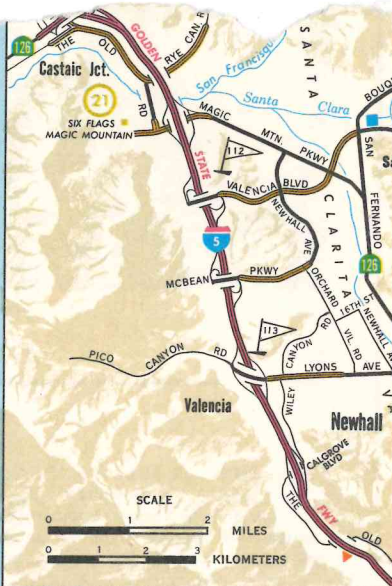 126
THE OLD RD
GOLDEN STATE FWY
RYE CAN. R
Castaic Jct.
21
SIX FLAGS
MAGIC MOUNTAIN
San Francisqu
SANTA CLARITA
Santa Clara
BOUQ
MAGIC MTN. PKWY
112
SAN FERNANDO
Sa
VALENCIA BLVD
NEWHALL AVE
5
126
MCBEAN PKWY
ORCHARD
16TH ST
NEWHALL A
113
PICO CANYON RD
WILEY CANYON RD
VIL. RD
LYONS AVE
Valencia
Newhall
CALGROVE
BLVD
THE OLD
SCALE
0 1 2
MILES
0 1 2 3
KILOMETERS